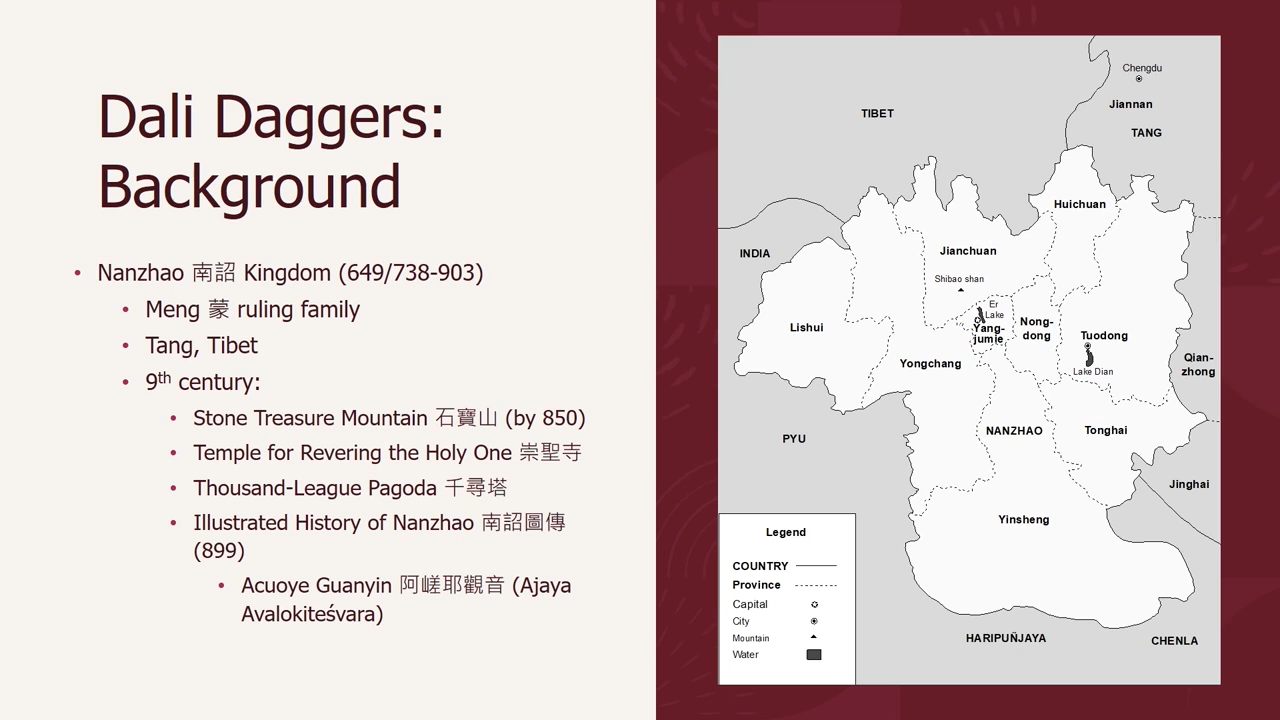 Dali Daggers:
Background
• Nanzhao 南詔 Kingdom (649/738-903)
• Meng 蒙 ruling family
• Tang, Tibet
• 9th century:
• Stone Treasure Mountain 石寶山 (by 850)
• Temple for Revering the Holy One 崇聖寺
• Thousand-League Pagoda 千尋塔
• Illustrated History of Nanzhao 南詔圖傳
(899)
• Acuoye Guanyin 阿嵯耶觀音 (Ajaya
Avalokiteśvara)
Chengdu
Jiannan
TIBET
TANG
Huichuan
INDIA
Jianchuan
Shibao shan
Er
Lake
Lishui
Yang-
jumie
Nong-
dong
Tuodong
Yongchang
Lake Dian
Qian-
zhong
PYU
NANZHAO
Tonghai
Jinghai
Yinsheng
Legend
COUNTRY
Province
Capital
City
Mountain
Water
HARIPUÑJAYA
CHENLA